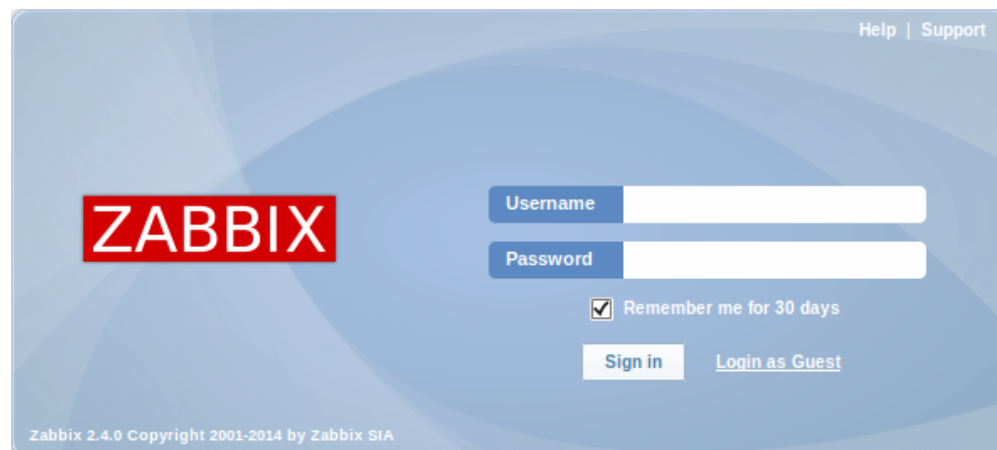 Help | Support
ZABBIX
Username
Password
Remember me for 30 days
Sign in Login as Guest
Zabbix 2.4.0 Copyright 2001-2014 by Zabbix SIA